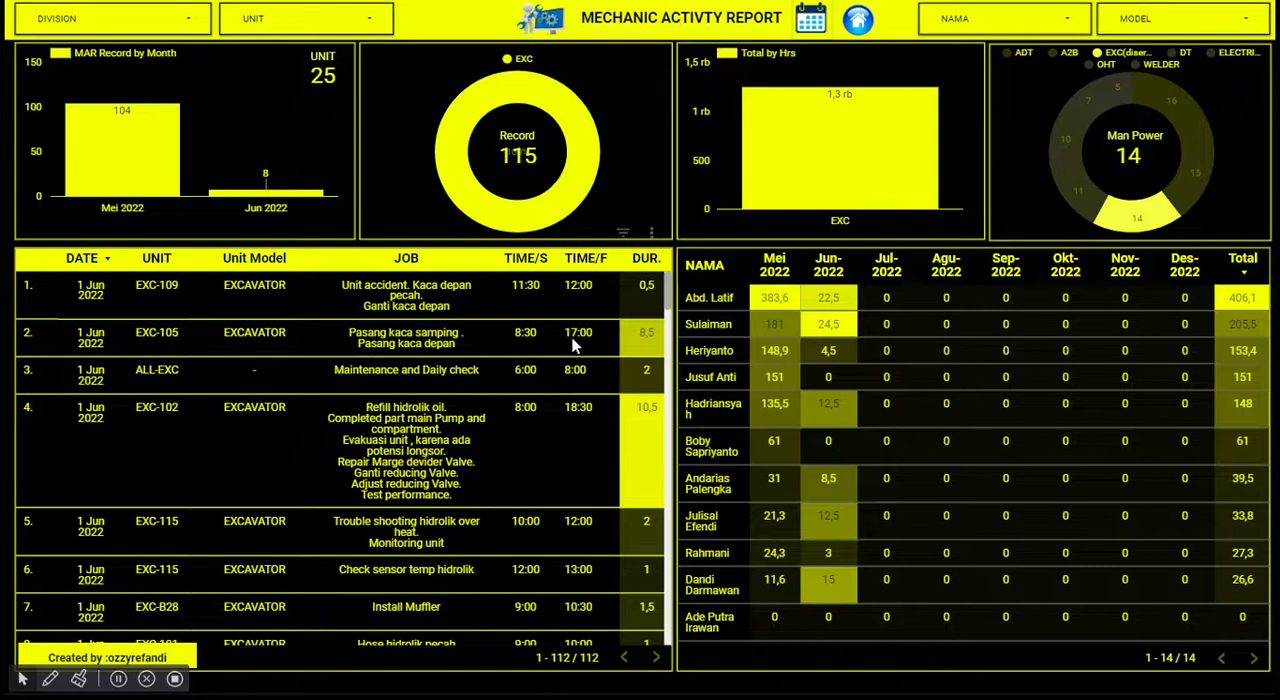 DIVISION
UNIT
MECHANIC ACTIVTY REPORT
NAMA
MODEL
MAR Record by Month
UNIT
25
150
100
50
0
104
8
Mei 2022
Jun 2022
EXC
Record
115
Total by Hrs
1,5 rb
1 rb
500
0
1,3 rb
EXC
ADT A2B EXC(diser... DT ELECTRI...
OHT WELDER
5
16
7
10
15
11
14
Man Power
14
DATE UNIT Unit Model JOB TIME/S TIME/F DUR.
1. 1 Jun 2022 EXC-109 EXCAVATOR Unit accident. Kaca depan 11:30 12:00 0,5
pecah.
Ganti kaca depan
2. 1 Jun 2022 EXC-105 EXCAVATOR Pasang kaca samping . 8:30 17:00 8,5
Pasang kaca depan
3. 1 Jun 2022 ALL-EXC - Maintenance and Daily check 6:00 8:00 2
4. 1 Jun 2022 EXC-102 EXCAVATOR Refill hidrolik oil. 8:00 18:30 10,5
Completed part main Pump and
compartment.
Evakuasi unit , karena ada
potensi longsor.
Repair Marge devider Valve.
Ganti reducing Valve.
Adjust reducing Valve.
Test performance.
5. 1 Jun 2022 EXC-115 EXCAVATOR Trouble shooting hidrolik over 10:00 12:00 2
heat.
Monitoring unit
6. 1 Jun 2022 EXC-115 EXCAVATOR Check sensor temp hidrolik 12:00 13:00 1
7. 1 Jun 2022 EXC-B28 EXCAVATOR Install Muffler 9:00 10:30 1,5
Hose hidrolik pecah 9:00 10:00 1
Created by :ozzyrefandi
1 - 112 / 112
NAMA Mei 2022 Jun- 2022 Jul- 2022 Agu- 2022 Sep- 2022 Okt- 2022 Nov- 2022 Des- 2022 Total
Abd. Latif 383,6 22,5 0 0 0 0 0 0 406,1
Sulaiman 181 24,5 0 0 0 0 0 0 205,5
Heriyanto 148,9 4,5 0 0 0 0 0 0 153,4
Jusuf Anti 151 0 0 0 0 0 0 0 151
Hadriansya h 135,5 12,5 0 0 0 0 0 0 148
Boby Sapriyanto 61 0 0 0 0 0 0 0 61
Andarias Palengka 31 8,5 0 0 0 0 0 0 39,5
Julisal Efendi 21,3 12,5 0 0 0 0 0 0 33,8
Rahmani 24,3 3 0 0 0 0 0 0 27,3
Dandi Darmawan 11,6 15 0 0 0 0 0 0 26,6
Ade Putra Irawan 0 0 0 0 0 0 0 0 0
1 - 14 / 14